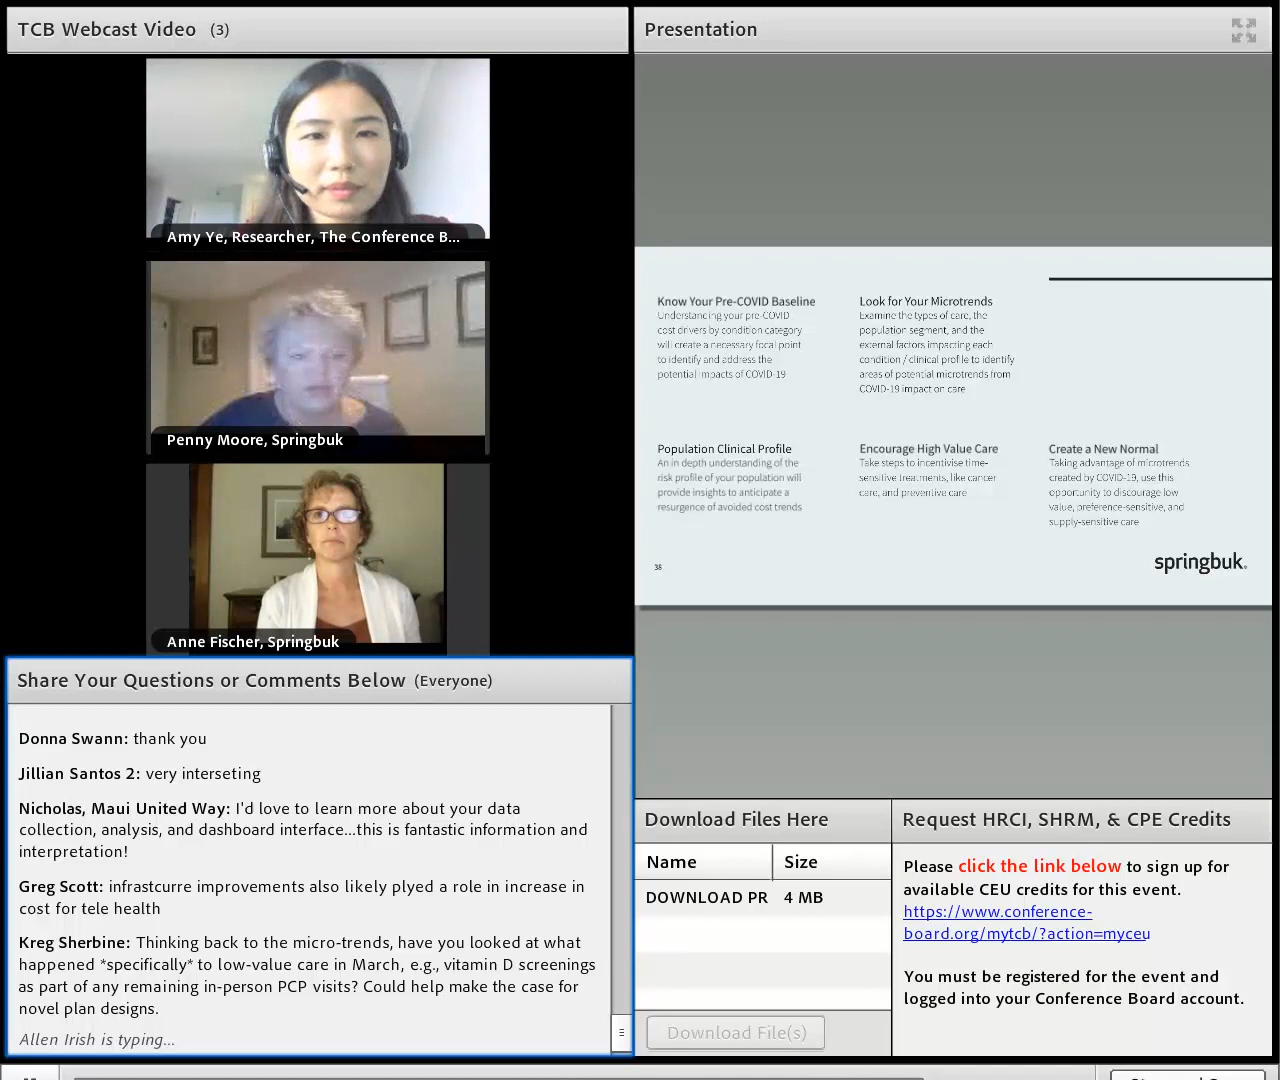 TCB Webcast Video (3)
Amy Ye, Researcher, The Conference B...
Penny Moore, Springbuk
Anne Fischer, Springbuk
Share Your Questions or Comments Below (Everyone)
Donna Swann: thank you
Jillian Santos 2: very interseting
Nicholas, Maui United Way: I'd love to learn more about your data
collection, analysis, and dashboard interface...this is fantastic information and
interpretation!
Greg Scott: infrastcurre improvements also likely plyed a role in increase in
cost for tele health
Kreg Sherbine: Thinking back to the micro-trends, have you looked at what
happened *specifically* to low-value care in March, e.g., vitamin D screenings
as part of any remaining in-person PCP visits? Could help make the case for
novel plan designs.
Allen Irish is typing...
Presentation
Know Your Pre-COVID Baseline
Understanding your pre-COVID
cost drivers by condition category
will create a necessary focal point
to identify and address the
potential impacts of COVID-19
Look for Your Microtrends
Examine the types of care, the
population segment, and the
external factors impacting each
condition / clinical profile to identify
areas of potential microtrends from
COVID-19 impact on care
Population Clinical Profile
An in depth understanding of the
risk profile of your population will
provide insights to anticipate a
resurgence of avoided cost trends
Encourage High Value Care
Take steps to incentivise time-
sensitive treatments, like cancer
care, and preventive care
Create a New Normal
Taking advantage of microtrends
created by COVID-19, use this
opportunity to discourage low
value, preference-sensitive, and
supply-sensitive care
38
springbuk.
Download Files Here
Name Size
DOWNLOAD PR 4 MB
Download File(s)
Request HRCI, SHRM, & CPE Credits
Please click the link below to sign up for
available CEU credits for this event.
https://www.conference-
board.org/mytcb/?action=myceu
You must be registered for the event and
logged into your Conference Board account.